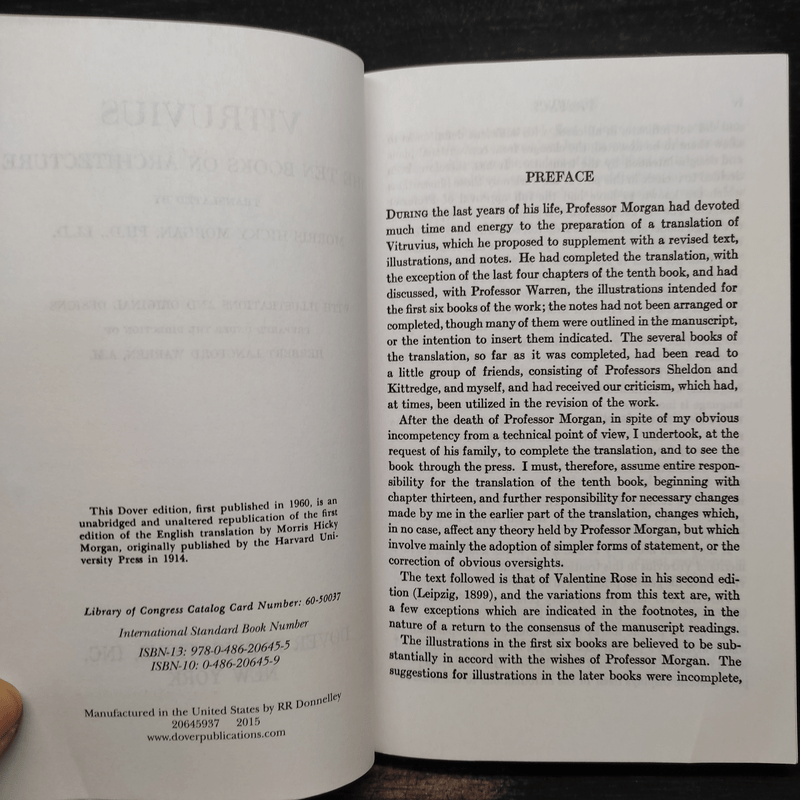 This Dover edition, first published in 1960, is an
unabridged and unaltered republication of the first
edition of the English translation by Morris Hicky
Morgan, originally published by the Harvard Uni-
versity Press in 1914.
Library of Congress Catalog Card Number: 60-50037
International Standard Book Number
ISBN-13: 978-0-486-20645-5
ISBN-10: 0-486-20645-9
Manufactured in the United States by RR Donnelley
20645937 2015
www.doverpublications.com
PREFACE
DURING the last years of his life, Professor Morgan had devoted
much time and energy to the preparation of a translation of
Vitruvius, which he proposed to supplement with a revised text,
illustrations, and notes. He had completed the translation, with
the exception of the last four chapters of the tenth book, and had
discussed, with Professor Warren, the illustrations intended for
the first six books of the work; the notes had not been arranged or
completed, though many of them were outlined in the manuscript,
or the intention to insert them indicated. The several books of
the translation, so far as it was completed, had been read to
a little group of friends, consisting of Professors Sheldon and
Kittredge, and myself, and had received our criticism, which had,
at times, been utilized in the revision of the work.
After the death of Professor Morgan, in spite of my obvious
incompetency from a technical point of view, I undertook, at the
request of his family, to complete the translation, and to see the
book through the press. I must, therefore, assume entire respon-
sibility for the translation of the tenth book, beginning with
chapter thirteen, and further responsibility for necessary changes
made by me in the earlier part of the translation, changes which,
in no case, affect any theory held by Professor Morgan, but which
involve mainly the adoption of simpler forms of statement, or the
correction of obvious oversights.
The text followed is that of Valentine Rose in his second edi-
tion (Leipzig, 1899), and the variations from this text are, with
a few exceptions which are indicated in the footnotes, in the
nature of a return to the consensus of the manuscript readings.
The illustrations in the first six books are believed to be sub-
stantially in accord with the wishes of Professor Morgan. The
suggestions for illustrations in the later books were incomplete,